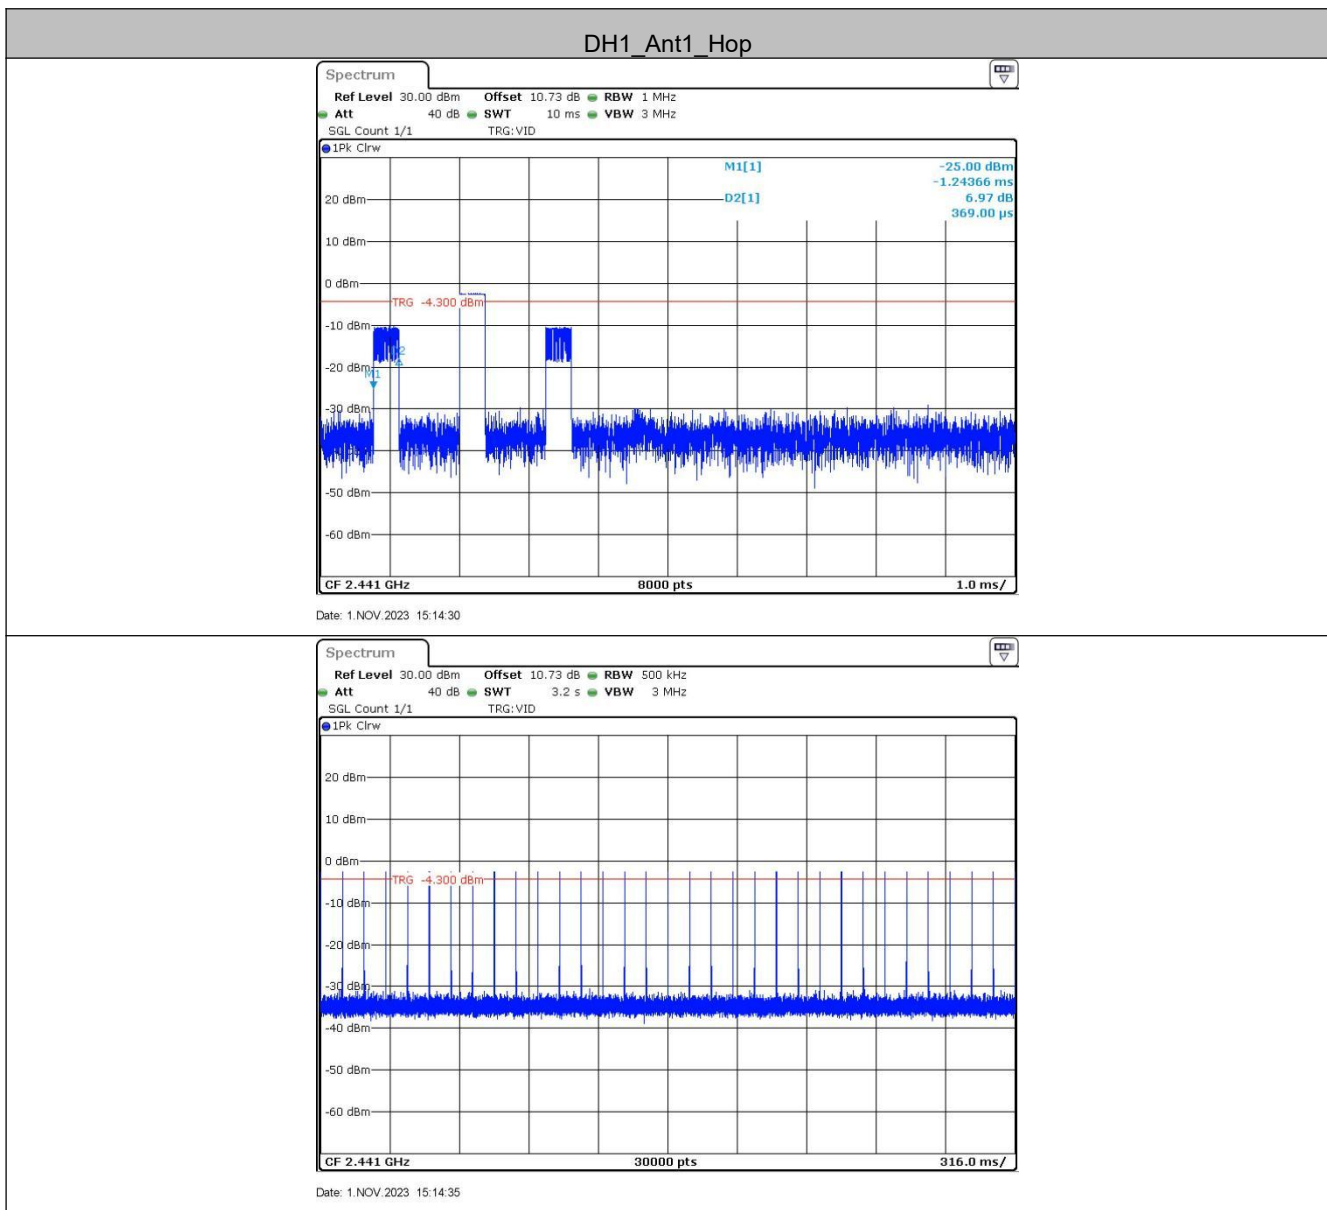 DH1_Ant1_Hop
Spectrum
Ref Level 30.00 dBm Offset 10.73 dB RBW 1 MHz
Att 40 dB SWT 10 ms VBW 3 MHz
SGL Count 1/1 TRG:VID
1Pk Clrw
M1[1] -25.00 dBm
-1.24366 ms
D2[1] 6.97 dB
369.00 µs
20 dBm
10 dBm
0 dBm
TRG -4.300 dBm
-10 dBm
-20 dBm
M1
-30 dBm
-50 dBm
-60 dBm
CF 2.441 GHz 8000 pts 1.0 ms/
Date: 1.NOV.2023 15:14:30
Spectrum
Ref Level 30.00 dBm Offset 10.73 dB RBW 500 kHz
Att 40 dB SWT 3.2 s VBW 3 MHz
SGL Count 1/1 TRG:VID
1Pk Clrw
20 dBm
10 dBm
0 dBm
TRG -4.300 dBm
-10 dBm
-20 dBm
-30 dBm
-40 dBm
-50 dBm
-60 dBm
CF 2.441 GHz 30000 pts 316.0 ms/
Date: 1.NOV.2023 15:14:35